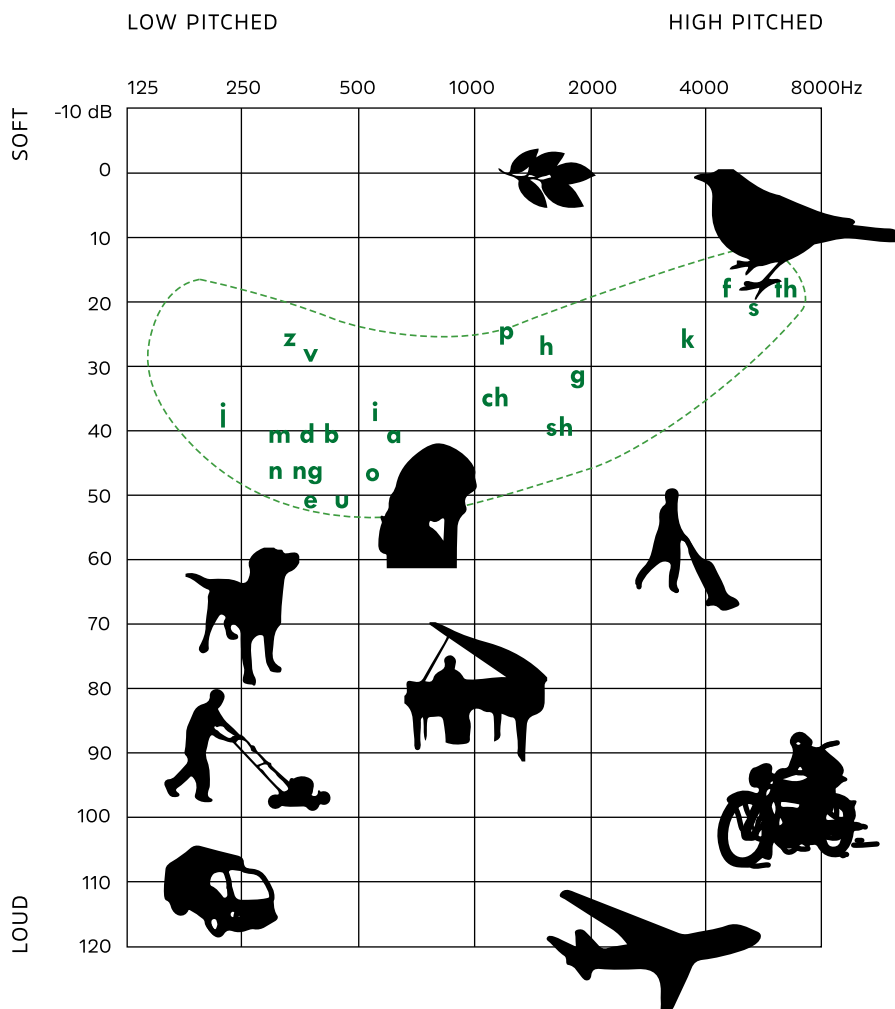 LOW PITCHED HIGH PITCHED
125 250 500 1000 2000 4000 8000Hz
SOFT
-10 dB
0
10
f th
20
s
z p k
v h
30
g
ch
j i
sh
40
m d b a
n ng o
50
e u
60
70
80
90
100
110
LOUD
120